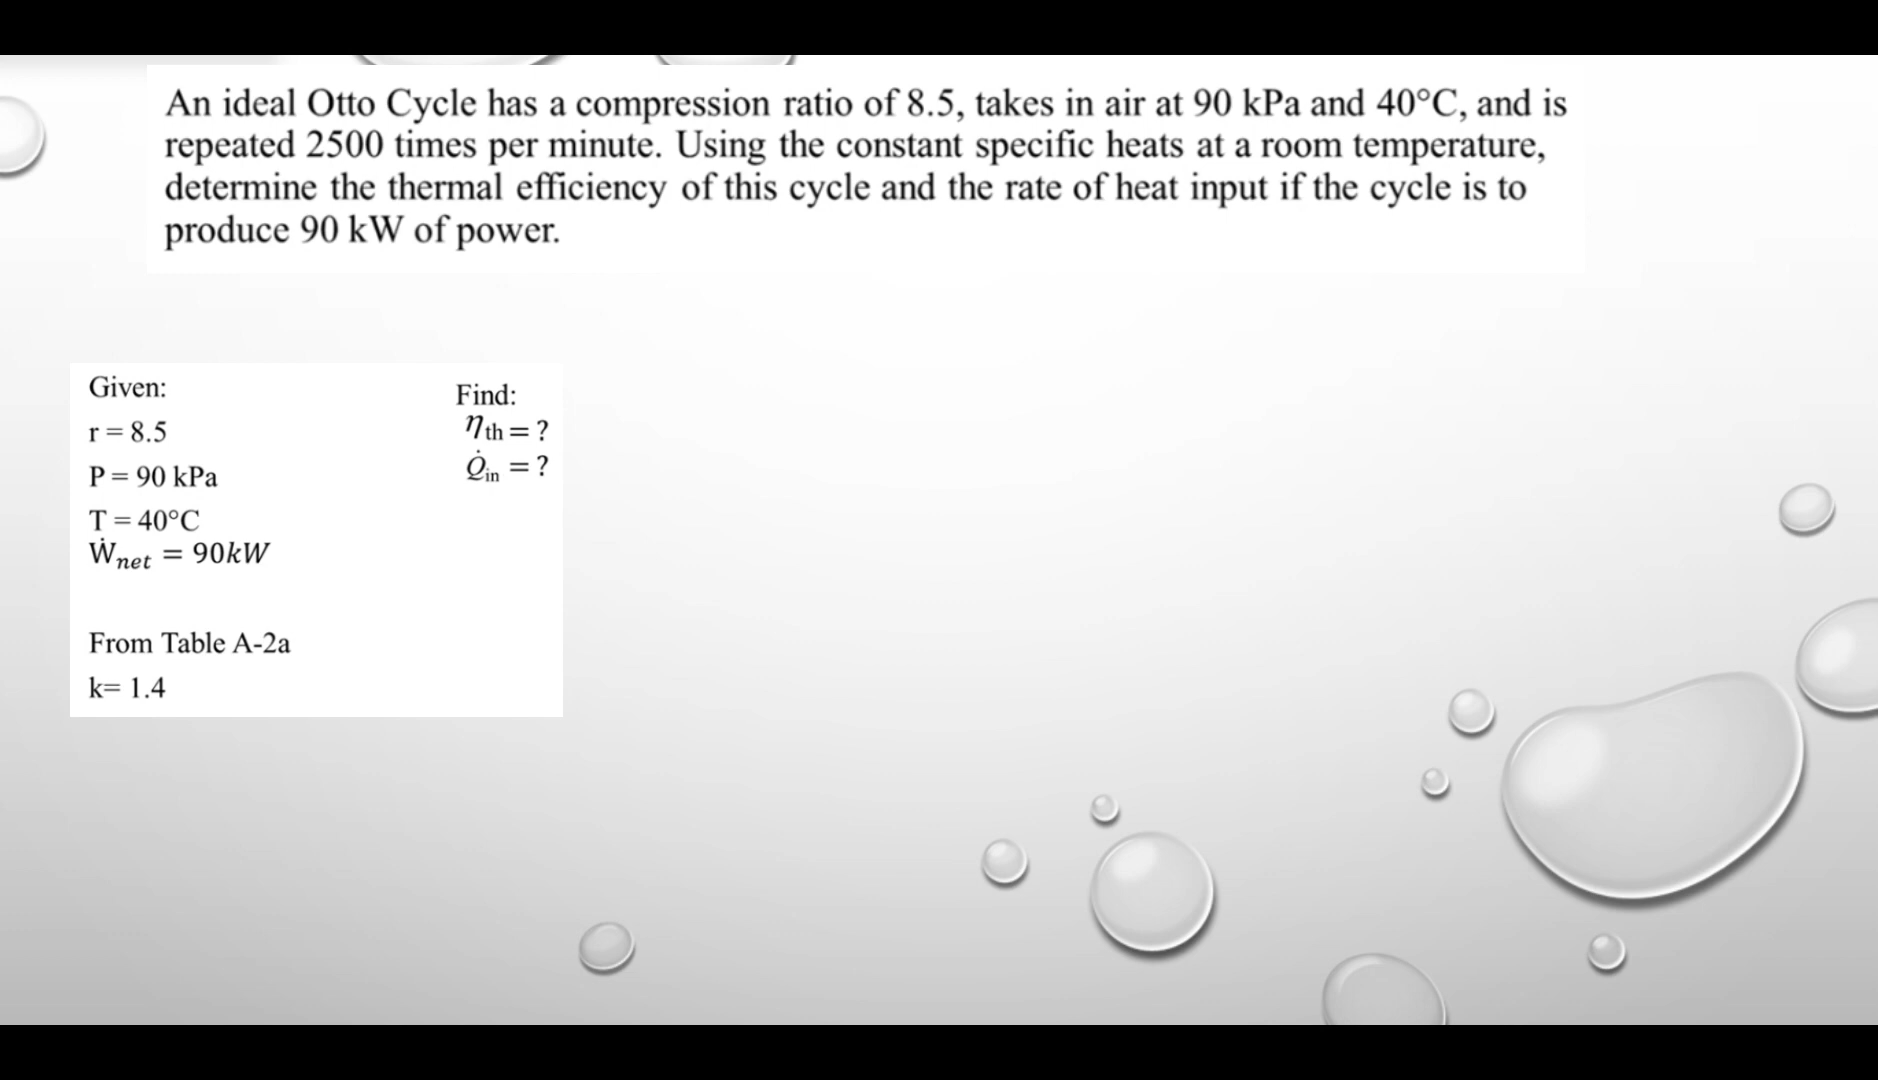 An ideal Otto Cycle has a compression ratio of 8.5, takes in air at 90 kPa and 40°C, and is
repeated 2500 times per minute. Using the constant specific heats at a room temperature,
determine the thermal efficiency of this cycle and the rate of heat input if the cycle is to
produce 90 kW of power.
Given:
r = 8.5
P = 90 kPa
T = 40°C
Ẇnet = 90kW
From Table A-2a
k= 1.4
Find:
ηth = ?
Q̇in = ?